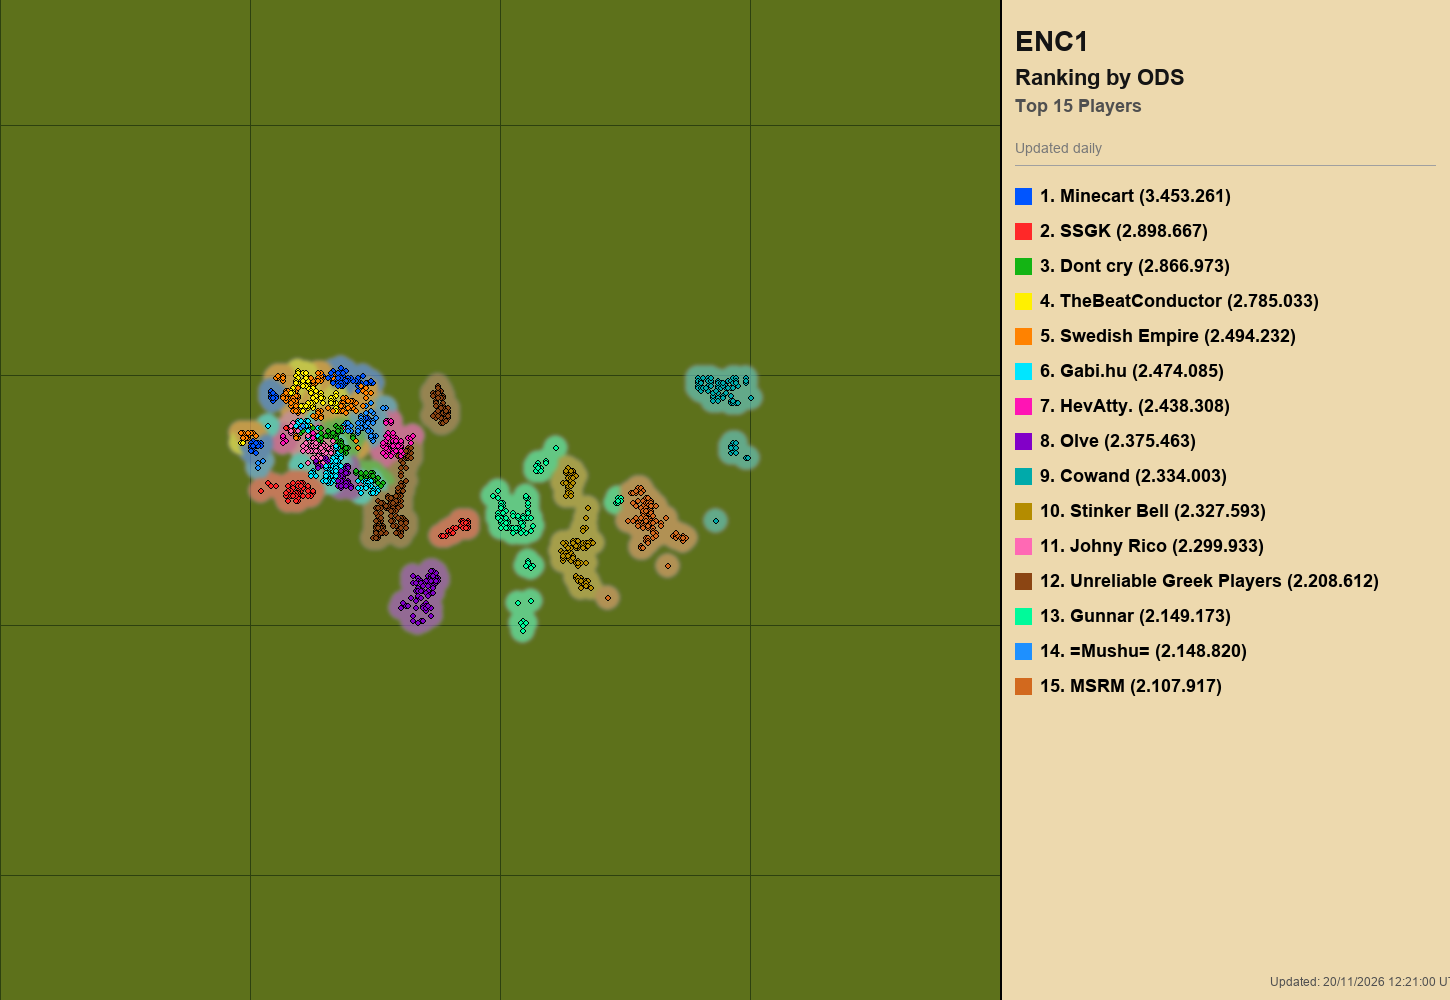 ENC1
Ranking by ODS
Top 15 Players
Updated daily
1. Minecart (3.453.261)
2. SSGK (2.898.667)
3. Dont cry (2.866.973)
4. TheBeatConductor (2.785.033)
5. Swedish Empire (2.494.232)
6. Gabi.hu (2.474.085)
7. HevAtty. (2.438.308)
8. Olve (2.375.463)
9. Cowand (2.334.003)
10. Stinker Bell (2.327.593)
11. Johny Rico (2.299.933)
12. Unreliable Greek Players (2.208.612)
13. Gunnar (2.149.173)
14. =Mushu= (2.148.820)
15. MSRM (2.107.917)
Updated: 20/11/2026 12:21:00 U